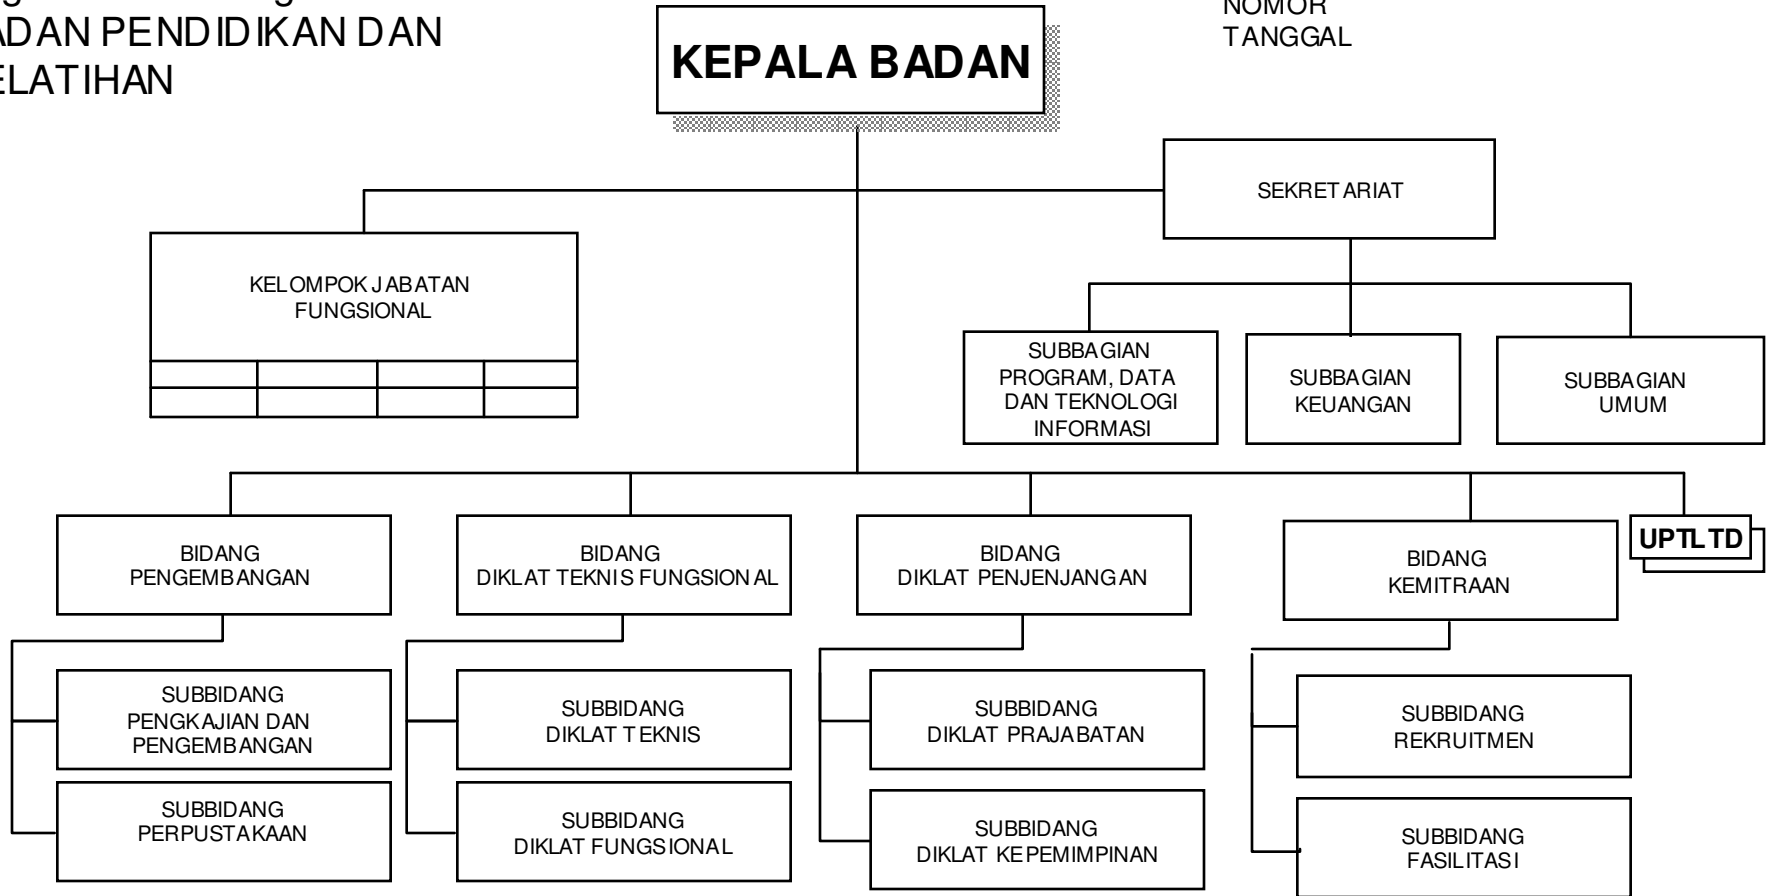 BADAN PENDIDIKAN DAN
PELATIHAN
NOMOR
TANGGAL
KEPALA BADAN
SEKRETARIAT
KELOMPOK JABATAN
FUNGSIONAL
SUBBAGIAN
PROGRAM, DATA
DAN TEKNOLOGI
INFORMASI
SUBBAGIAN
KEUANGAN
SUBBAGIAN
UMUM
BIDANG
PENGEMBANGAN
BIDANG
DIKLAT TEKNIS FUNGSIONAL
BIDANG
DIKLAT PENJENJANGAN
BIDANG
KEMITRAAN
UPTLTD
SUBBIDANG
PENGKAJIAN DAN
PENGEMBANGAN
SUBBIDANG
DIKLAT TEKNIS
SUBBIDANG
DIKLAT PRAJABATAN
SUBBIDANG
REKRUITMEN
SUBBIDANG
PERPUSTAKAAN
SUBBIDANG
DIKLAT FUNGSIONAL
SUBBIDANG
DIKLAT KEPEMIMPINAN
SUBBIDANG
FASILITASI